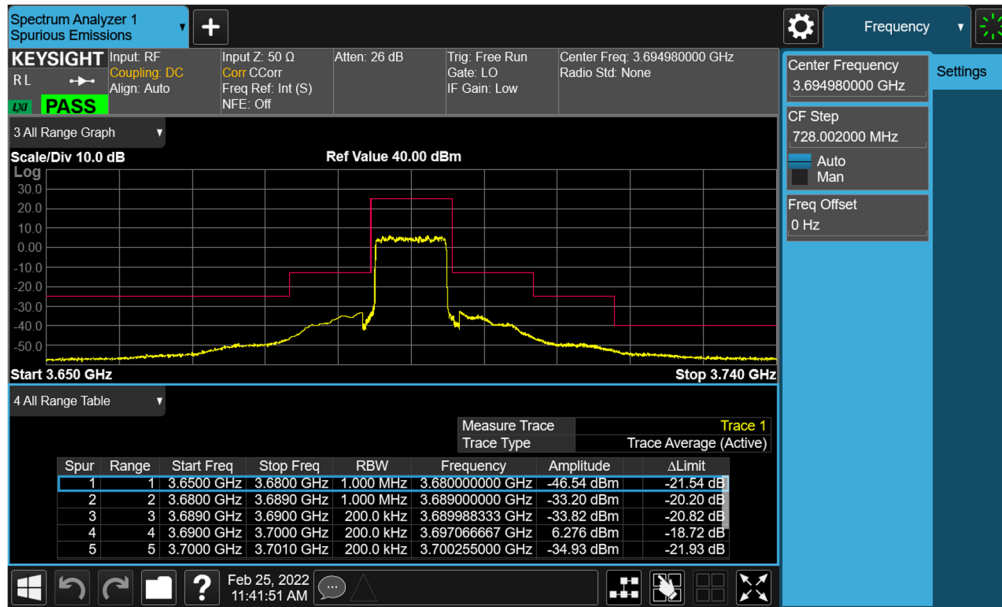 Spectrum Analyzer 1
Spurious Emissions
+
Frequency
KEYSIGHT
R L
LXI
PASS
Input: RF
Coupling: DC
Align: Auto
Input Z: 50 Ω
Corr CCorr
Freq Ref: Int (S)
NFE: Off
Atten: 26 dB
Trig: Free Run
Gate: LO
IF Gain: Low
Center Freq: 3.694980000 GHz
Radio Std: None
Center Frequency
3.694980000 GHz
Settings
CF Step
728.002000 MHz
Auto
Man
Freq Offset
0 Hz
3 All Range Graph
Scale/Div 10.0 dB
Ref Value 40.00 dBm
Log
30.0
20.0
10.0
0.00
-10.0
-20.0
-30.0
-40.0
-50.0
Start 3.650 GHz
Stop 3.740 GHz
4 All Range Table
Measure Trace Trace 1
Trace Type Trace Average (Active)
Spur Range Start Freq Stop Freq RBW Frequency Amplitude ΔLimit
1 1 3.6500 GHz 3.6800 GHz 1.000 MHz 3.680000000 GHz -46.54 dBm -21.54 dB
2 2 3.6800 GHz 3.6890 GHz 1.000 MHz 3.689000000 GHz -33.20 dBm -20.20 dB
3 3 3.6890 GHz 3.6900 GHz 200.0 kHz 3.689988333 GHz -33.82 dBm -20.82 dB
4 4 3.6900 GHz 3.7000 GHz 200.0 kHz 3.697066667 GHz 6.276 dBm -18.72 dB
5 5 3.7000 GHz 3.7010 GHz 200.0 kHz 3.700255000 GHz -34.93 dBm -21.93 dB
?
Feb 25, 2022
11:41:51 AM